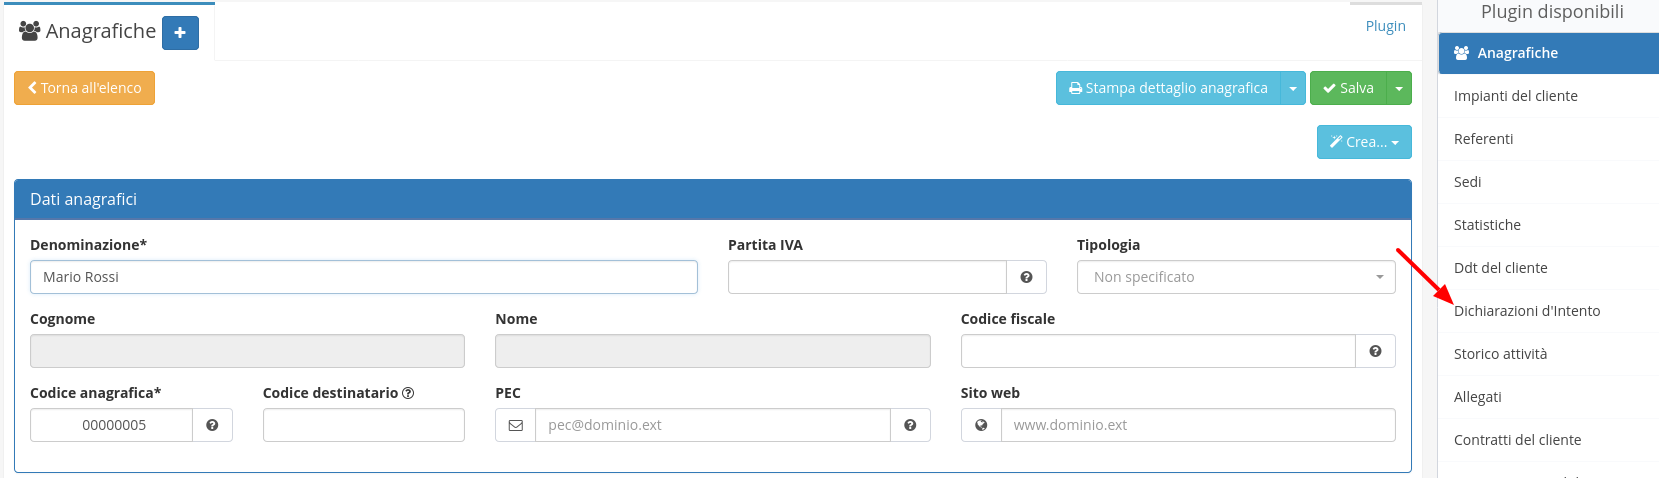 Anagrafiche
Plugin
Torna all'elenco
Stampa dettaglio anagrafica
Salva
Crea...
Dati anagrafici
Denominazione*
Partita IVA
Tipologia
Mario Rossi
Non specificato
Cognome
Nome
Codice fiscale
Codice anagrafica*
Codice destinatario
PEC
Sito web
00000005
pec@dominio.ext
www.dominio.ext
Plugin disponibili
Anagrafiche
Impianti del cliente
Referenti
Sedi
Statistiche
Ddt del cliente
Dichiarazioni d'Intento
Storico attività
Allegati
Contratti del cliente